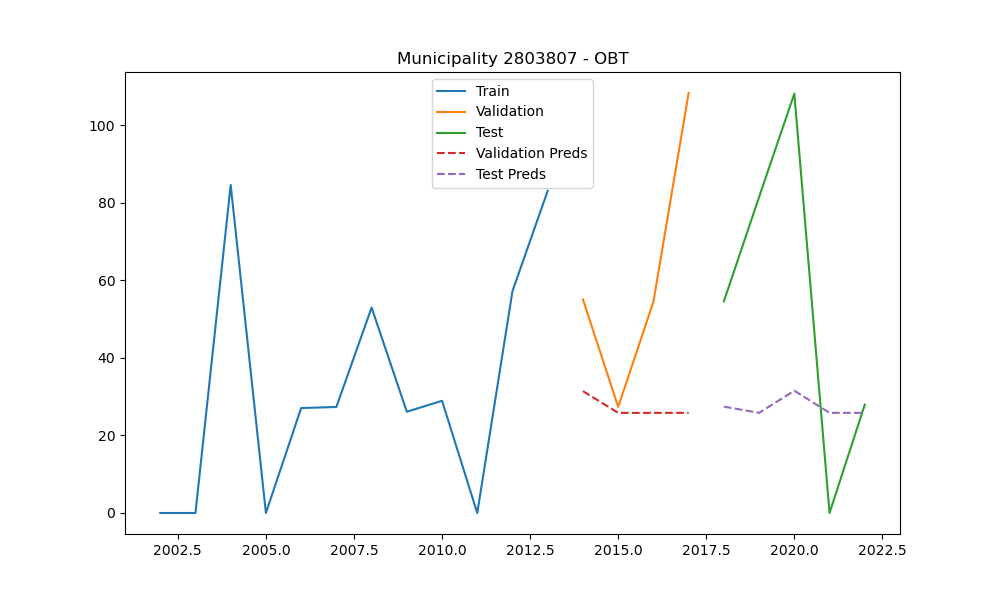 Municipality 2803807 - OBT
Train
Validation
Test
Validation Preds
Test Preds
100
80
60
40
20
0
2002.5 2005.0 2007.5 2010.0 2012.5 2015.0 2017.5 2020.0 2022.5